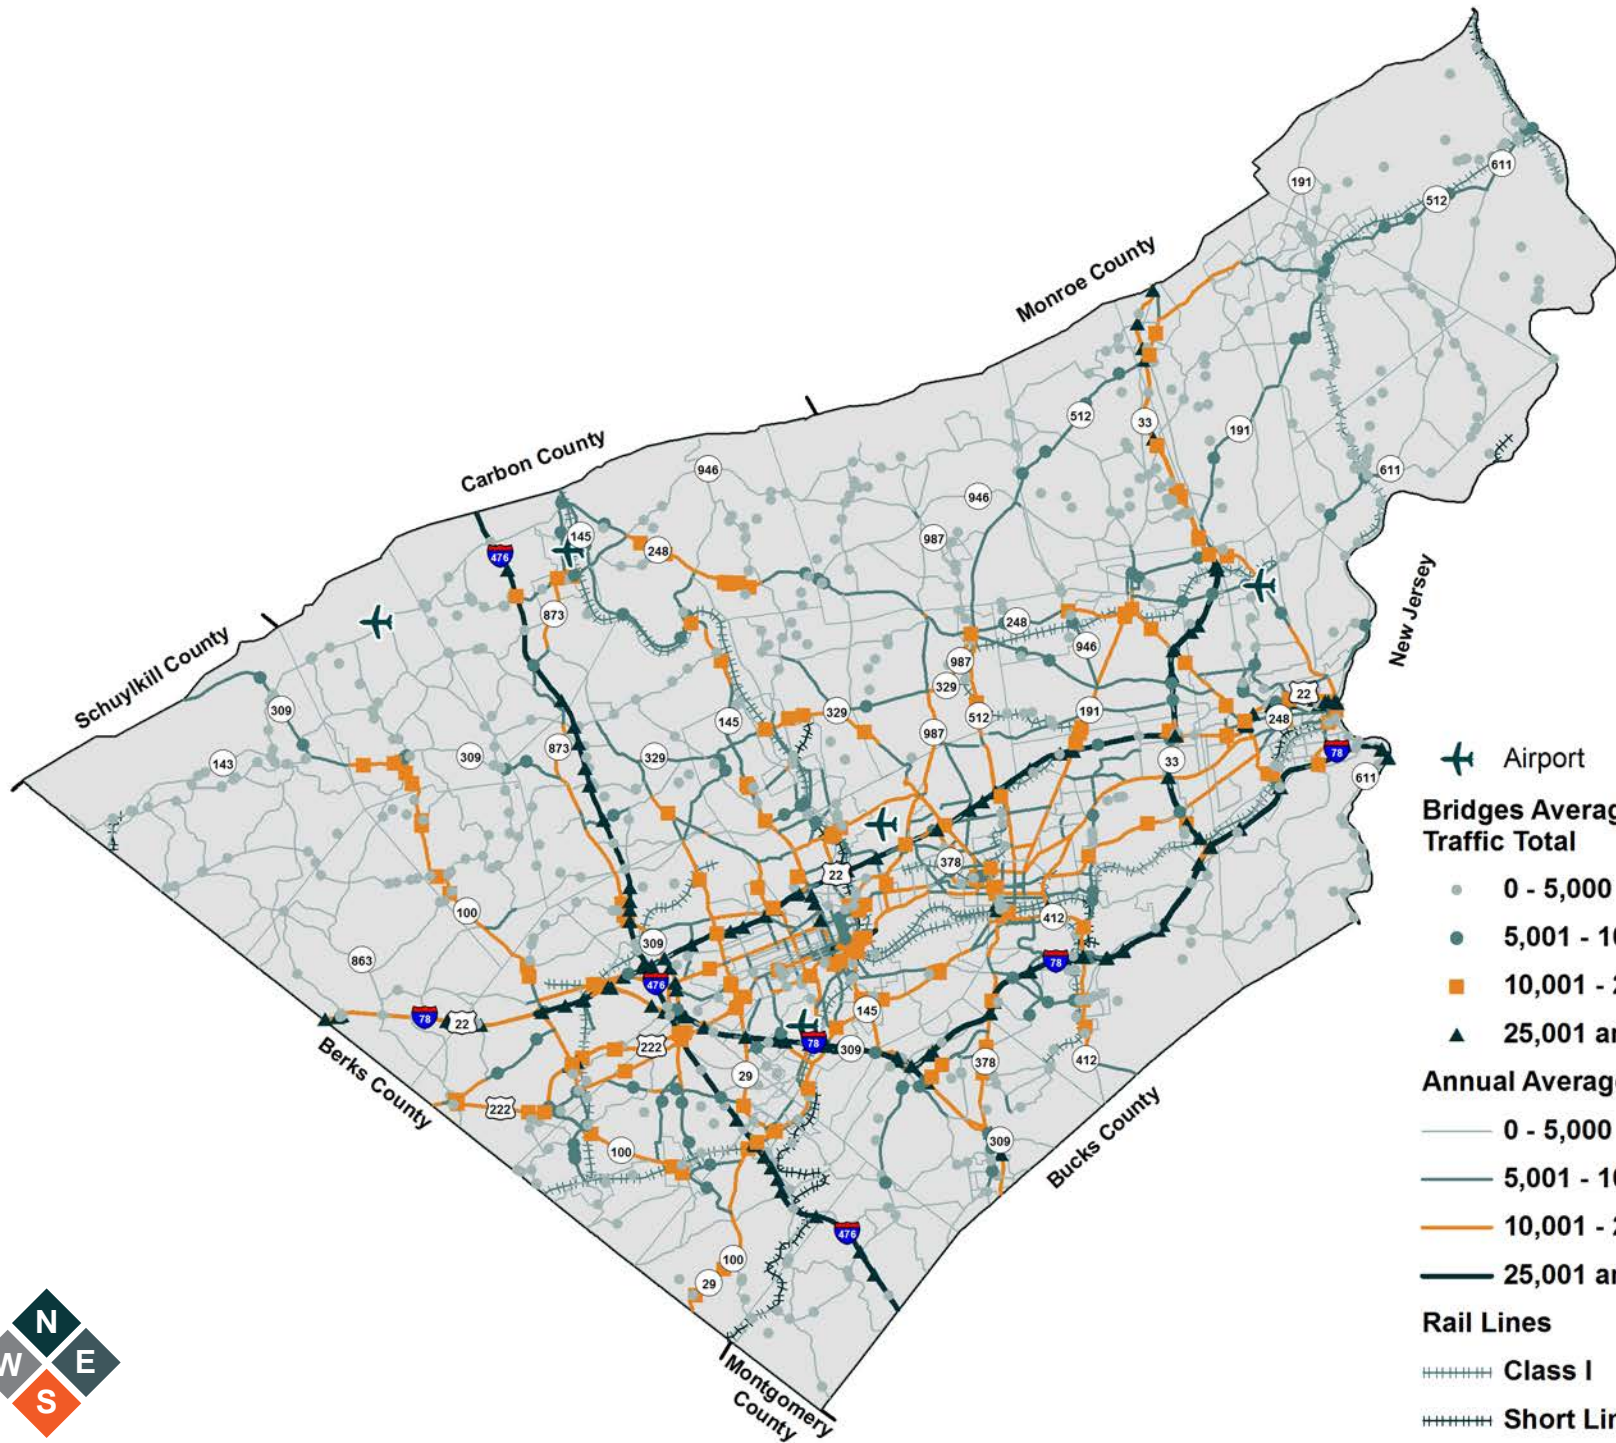 611
191
512
Monroe County
512
33
191
Carbon County
946
611
946
145
987
248
476
New Jersey
873
248
Schuylkill County
946
987
329
22
309
191
329
512
248
145
987
873
78
309
329
143
33
611
378
22
100
412
309
863
78
476
145
78
22
78
309
222
412
378
Berks County
29
222
309
100
Bucks County
476
100
29
Montgomery
County
Airport
Bridges Averag
Traffic Total
0 - 5,000
5,001 - 10
10,001 - 2
25,001 a
Annual Average
0 - 5,000
5,001 - 10
10,001 - 2
25,001 a
Rail Lines
Class I
Short Li
N
W
E
S